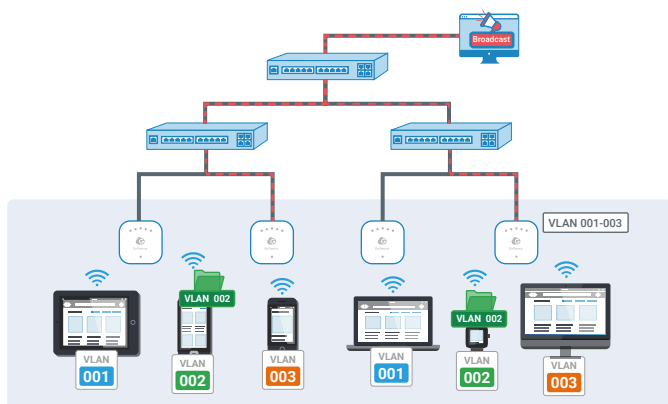 Broadcast
VLAN 001-003
VLAN 002
VLAN 002
VLAN
001
VLAN
002
VLAN
003
VLAN
001
VLAN
002
VLAN
003